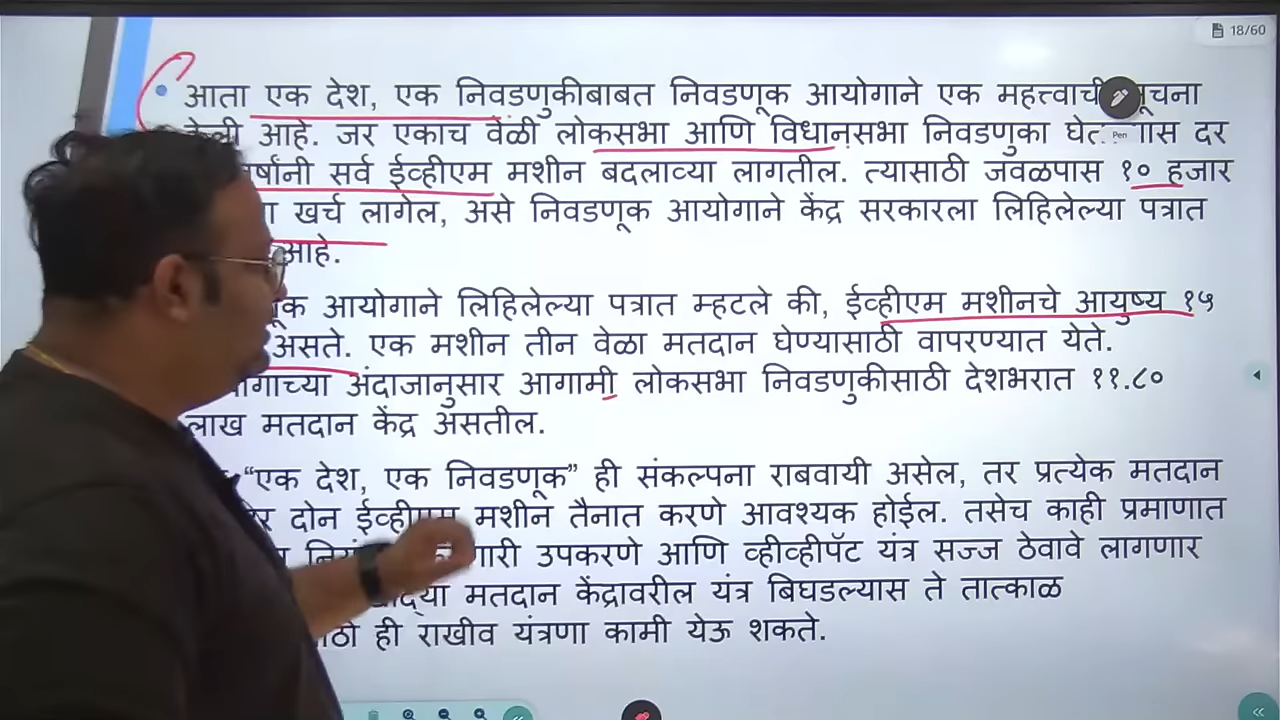 18/60
आता एक देश, एक निवडणुकीबाबत निवडणूक आयोगाने एक महत्त्वाची
आहे. जर एकाच वेळी लोकसभा आणि विधानसभा निवडणुका दर
सर्व ईव्हीएम मशीन बदलाव्या लागतील. त्यासाठी जवळपास १० हजार
खर्च लागेल, असे निवडणूक आयोगाने केंद्र सरकारला लिहिलेल्या पत्रात
आहे.
आयोगाने लिहिलेल्या पत्रात म्हटले की, ईव्हीएम मशीनचे आयुष्य १५
असते. एक मशीन तीन वेळा मतदान घेण्यासाठी वापरण्यात येते.
अंदाजानुसार आगामी लोकसभा निवडणुकीसाठी देशभरात ११.८०
लाख मतदान केंद्र असतील.
“एक देश, एक निवडणूक” ही संकल्पना राबवायी असेल, तर प्रत्येक मतदान
दोन ईव्हीएम मशीन तैनात करणे आवश्यक होईल. तसेच काही प्रमाणात
उपकरणे आणि व्हीव्हीपॅट यंत्र सज्ज ठेवावे लागणार
मतदान केंद्रावरील यंत्र बिघडल्यास ते तात्काळ
ही राखीव यंत्रणा कामी येऊ शकते.
Pen